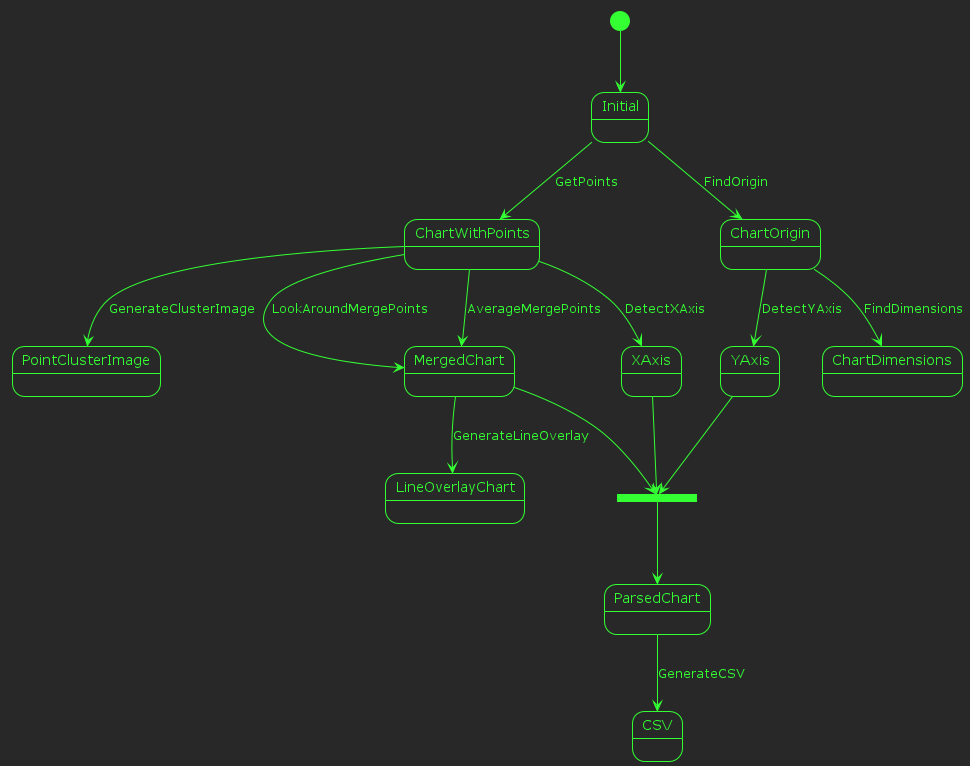 Initial
GetPoints
FindOrigin
ChartWithPoints
ChartOrigin
GenerateClusterImage
LookAroundMergePoints
AverageMergePoints
DetectXAxis
DetectYAxis
FindDimensions
PointClusterImage
MergedChart
XAxis
YAxis
ChartDimensions
GenerateLineOverlay
LineOverlayChart
ParsedChart
GenerateCSV
CSV